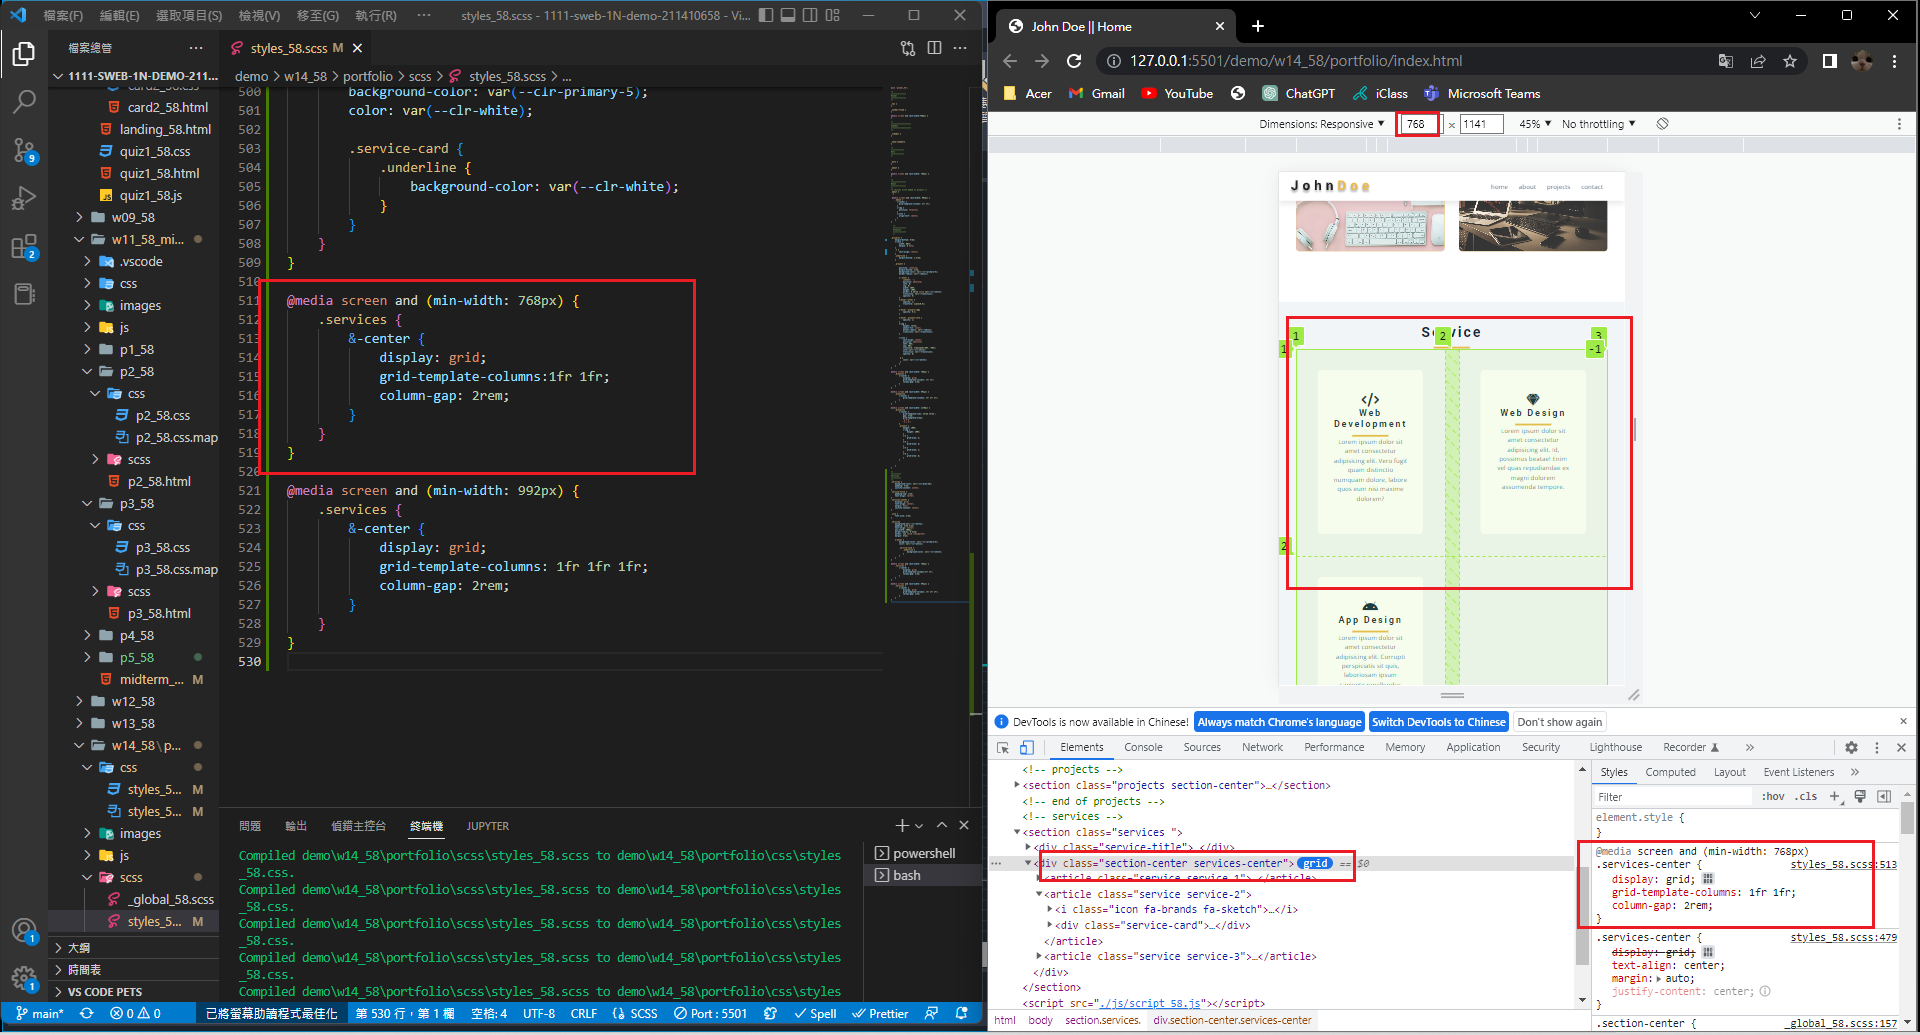 檔案(F) 編輯(E) 選取項目(S) 檢視(V) 移至(G) 執行(R) ··· styles_58.scss - 1111-sweb-1N-demo-211410658 - Vi...
檔案總管 ···
1111-SWEB-1N-DEMO-211...
card2_58.css
card2_58.html
landing_58.html
quiz1_58.css
quiz1_58.html
quiz1_58.js
w09_58
w11_58_mi...
.vscode
css
images
js
p1_58
p2_58
css
p2_58.css
p2_58.css.map
scss
p2_58.html
p3_58
css
p3_58.css
p3_58.css.map
scss
p3_58.html
p4_58
p5_58
midterm_... M
w12_58
w13_58
w14_58\p...
css
styles_5... M
styles_5... M
images
js
scss
_global_58.scss
styles_5... M
大綱
時間表
VS CODE PETS
9
2
1
1
styles_58.scss M ×
demo > w14_58 > portfolio > scss > styles_58.scss > ...
500 background-color: var(--clr-primary-5);
501 color: var(--clr-white);
502
503 .service-card {
504 .underline {
505 background-color: var(--clr-white);
506 }
507 }
508 }
509 }
510
511 @media screen and (min-width: 768px) {
512 .services {
513 &-center {
514 display: grid;
515 grid-template-columns:1fr 1fr;
516 column-gap: 2rem;
517 }
518 }
519 }
520
521 @media screen and (min-width: 992px) {
522 .services {
523 &-center {
524 display: grid;
525 grid-template-columns: 1fr 1fr 1fr;
526 column-gap: 2rem;
527 }
528 }
529 }
530
問題 輸出 偵錯主控台 終端機 JUPYTER
Compiled demo\w14_58\portfolio\scss\styles_58.scss to demo\w14_58\portfolio\css\styles
_58.css.
Compiled demo\w14_58\portfolio\scss\styles_58.scss to demo\w14_58\portfolio\css\styles
_58.css.
Compiled demo\w14_58\portfolio\scss\styles_58.scss to demo\w14_58\portfolio\css\styles
_58.css.
Compiled demo\w14_58\portfolio\scss\styles_58.scss to demo\w14_58\portfolio\css\styles
_58.css.
Compiled demo\w14_58\portfolio\scss\styles_58.scss to demo\w14_58\portfolio\css\styles
powershell
bash
main* 0 0 已將螢幕助讀程式最佳化 第 530 行，第 1 欄 空格: 4 UTF-8 CRLF {} SCSS Port : 5501 Spell Prettier
John Doe || Home
127.0.0.1:5501/demo/w14_58/portfolio/index.html
Acer Gmail YouTube ChatGPT iClass Microsoft Teams
Dimensions: Responsive 768 × 1141 45% No throttling
JohnDoe home about projects contact
Service
1 2 3
1 -1
2
</>
Web
Development
Lorem ipsum dolor sit
amet consectetur
adipisicing elit. Vero fugit
quam distinctio
numquam dolore, labore
quos eum nisi maxime
dolorem?
Web Design
Lorem ipsum dolor sit
amet consectetur
adipisicing elit. Id,
possimus beatae! Enim
vel quas repudiandae ex
magni dolorem
assumenda tempore.
App Design
Lorem ipsum dolor sit
amet consectetur
adipisicing elit. Corrupti
perspiciatis sit quis,
laboriosam ipsum
DevTools is now available in Chinese! Always match Chrome's language Switch DevTools to Chinese Don't show again
Elements Console Sources Network Performance Memory Application Security Lighthouse Recorder
<!-- projects -->
<section class="projects section-center">…</section>
<!-- end of projects -->
<!-- services -->
<section class="services ">
<div class="service-title"> </div>
<div class="section-center services-center"> grid == $0
<article class="service service-1"> </article>
<article class="service service-2">
<i class="icon fa-brands fa-sketch">…</i>
<div class="service-card">…</div>
</article>
<article class="service service-3">…</article>
</div>
</section>
<script src="./js/script_58.js"></script>
html body section.services. div.section-center.services-center
Styles Computed Layout Event Listeners
Filter :hov .cls +
element.style {
}
@media screen and (min-width: 768px)
.services-center { styles_58.scss:513
display: grid;
grid-template-columns: 1fr 1fr;
column-gap: 2rem;
}
.services-center { styles_58.scss:479
display: grid;
text-align: center;
margin: auto;
justify-content: center;
}
.section-center { _global_58.scss:157